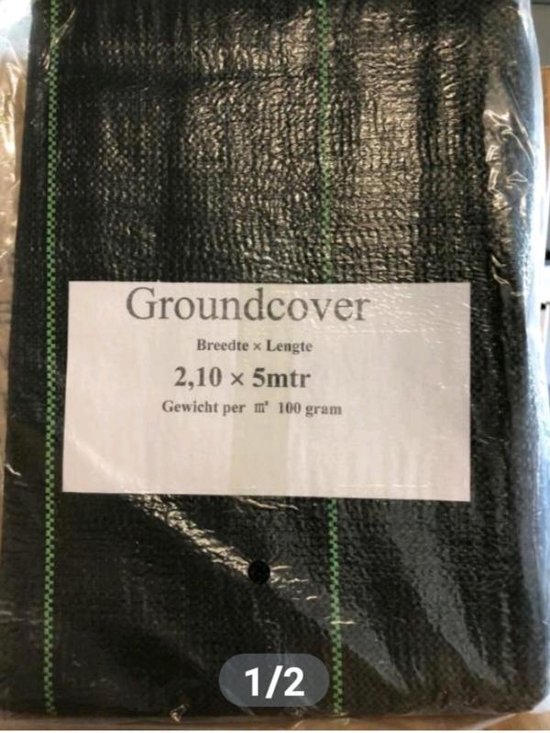 Groundcover
Breedte × Lengte
2,10 × 5mtr
Gewicht per m² 100 gram
1/2